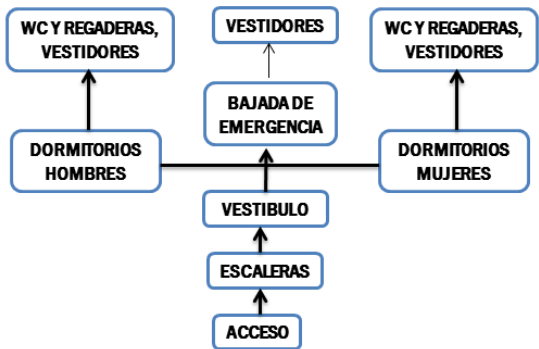 WC Y REGADERAS,
VESTIDORES
VESTIDORES
WC Y REGADERAS,
VESTIDORES
BAJADA DE
EMERGENCIA
DORMITORIOS
HOMBRES
DORMITORIOS
MUJERES
VESTIBULO
ESCALERAS
ACCESO